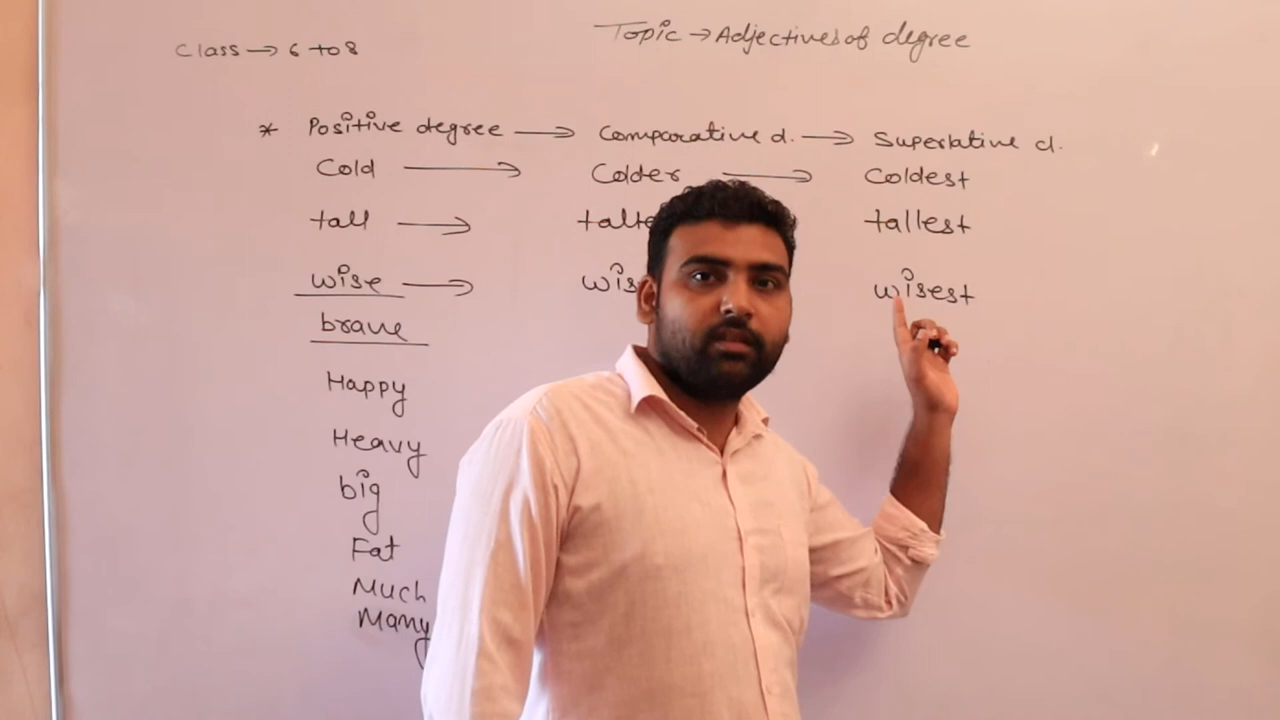 Class → 6 to 8
Topic → Adjectives of degree
* Positive degree → Comparative d. → Superlative d.
Cold → Colder → Coldest
tall → tallest
wise → wisest
brave
Happy
Heavy
big
Fat
Much
Many